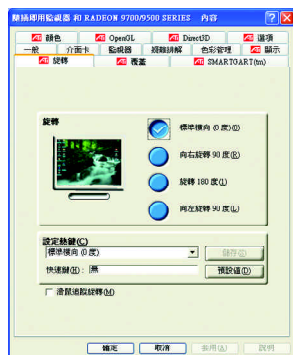 隨插即用監視器 和 RADEON 9700/9500 SERIES 內容
顏色 OpenGL Direct3D 選項
一般 介面卡 監視器 疑難排解 色彩管理 顯示
旋轉 覆蓋 SMARTGART(tm)
旋轉
標準橫向 (0 度)(0)
向右旋轉 90 度(R)
旋轉 180 度(1)
向左旋轉 90 度(L)
設定熱鍵(C)
標準橫向 (0 度)
儲存(S)
快速鍵(H): 無
預設值(D)
滑鼠追蹤旋轉(M)
確定 取消 套用(A) 說明